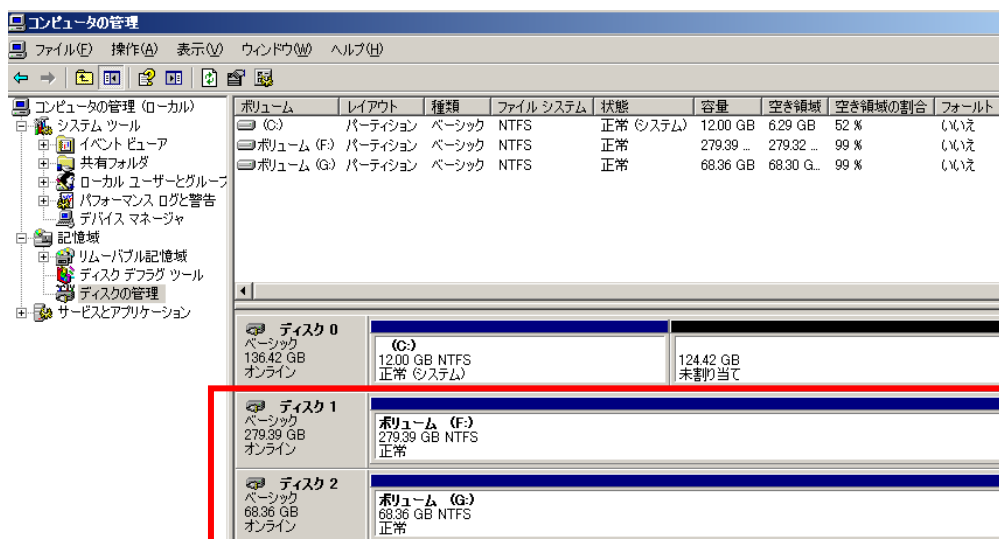 コンピュータの管理
ファイル(F) 操作(A) 表示(V) ウィンドウ(W) ヘルプ(H)
コンピュータの管理 (ローカル)
システム ツール
イベント ビューア
共有フォルダ
ローカル ユーザーとグループ
パフォーマンス ログと警告
デバイス マネージャ
記憶域
リムーバブル記憶域
ディスク デフラグ ツール
ディスクの管理
サービスとアプリケーション
ボリューム レイアウト 種類 ファイル システム 状態 容量 空き領域 空き領域の割合 フォールト
(C:) パーティション ベーシック NTFS 正常 (システム) 12.00 GB 6.29 GB 52 % いいえ
ボリューム (F:) パーティション ベーシック NTFS 正常 279.39 ... 279.32 ... 99 % いいえ
ボリューム (G:) パーティション ベーシック NTFS 正常 68.36 GB 68.30 G... 99 % いいえ
ディスク 0
ベーシック
136.42 GB
オンライン
(C:)
12.00 GB NTFS
正常 (システム)
124.42 GB
未割り当て
ディスク 1
ベーシック
279.39 GB
オンライン
ボリューム (F:)
279.39 GB NTFS
正常
ディスク 2
ベーシック
68.36 GB
オンライン
ボリューム (G:)
68.36 GB NTFS
正常